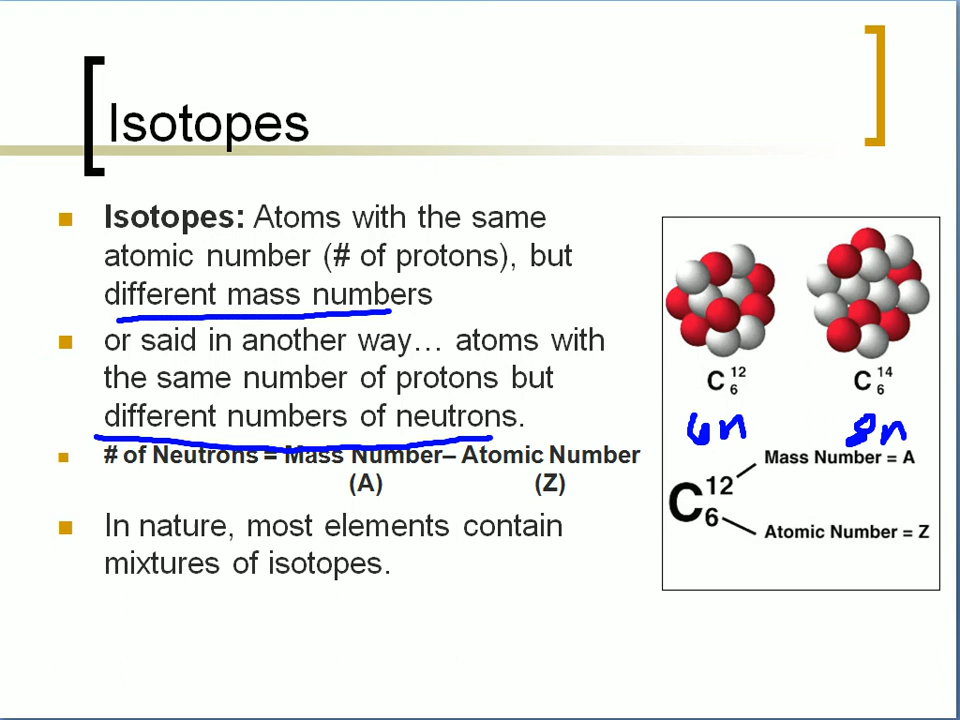 Isotopes
Isotopes: Atoms with the same
atomic number (# of protons), but
different mass numbers
or said in another way… atoms with
the same number of protons but
different numbers of neutrons.
# of Neutrons = Mass Number– Atomic Number
(A) (Z)
In nature, most elements contain
mixtures of isotopes.
C 12 6 C 14 6
6n 8n
Mass Number = A
C 12 6
Atomic Number = Z